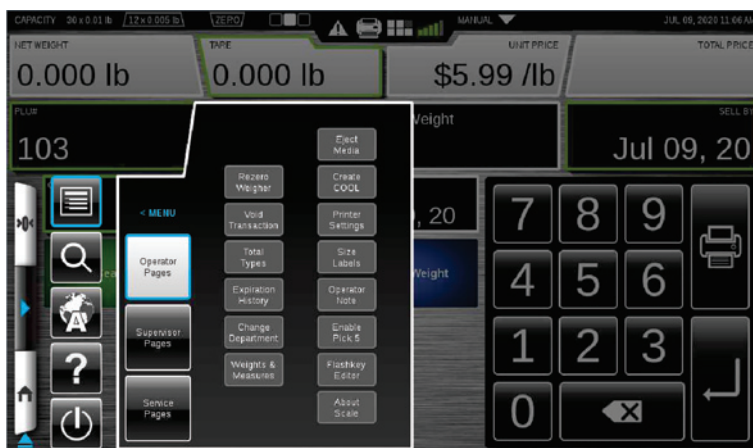 CAPACITY 30 x 0.01 lb / 12 x 0.005 lb \ ZERO MANUAL JUL 09, 2020 11:06 AM
NET WEIGHT TAPE UNIT PRICE TOTAL PRICE
0.000 lb 0.000 lb $5.99 /lb
PLU# Weight SELL BY
103 Jul 09, 20
Eject
Media
Rezero
Weigher
Create
COOL
< MENU
Void
Transaction
Printer
Settings
, 20
Operator
Pages
Total
Types
Size
Labels
Expiration
History
Operator
Note
Weight
Supervisor
Pages
Change
Department
Enable
Pick 5
Weights &
Measures
Flashkey
Editor
Service
Pages
About
Scale
>0<
A
?
7 8 9
4 5 6
1 2 3
0